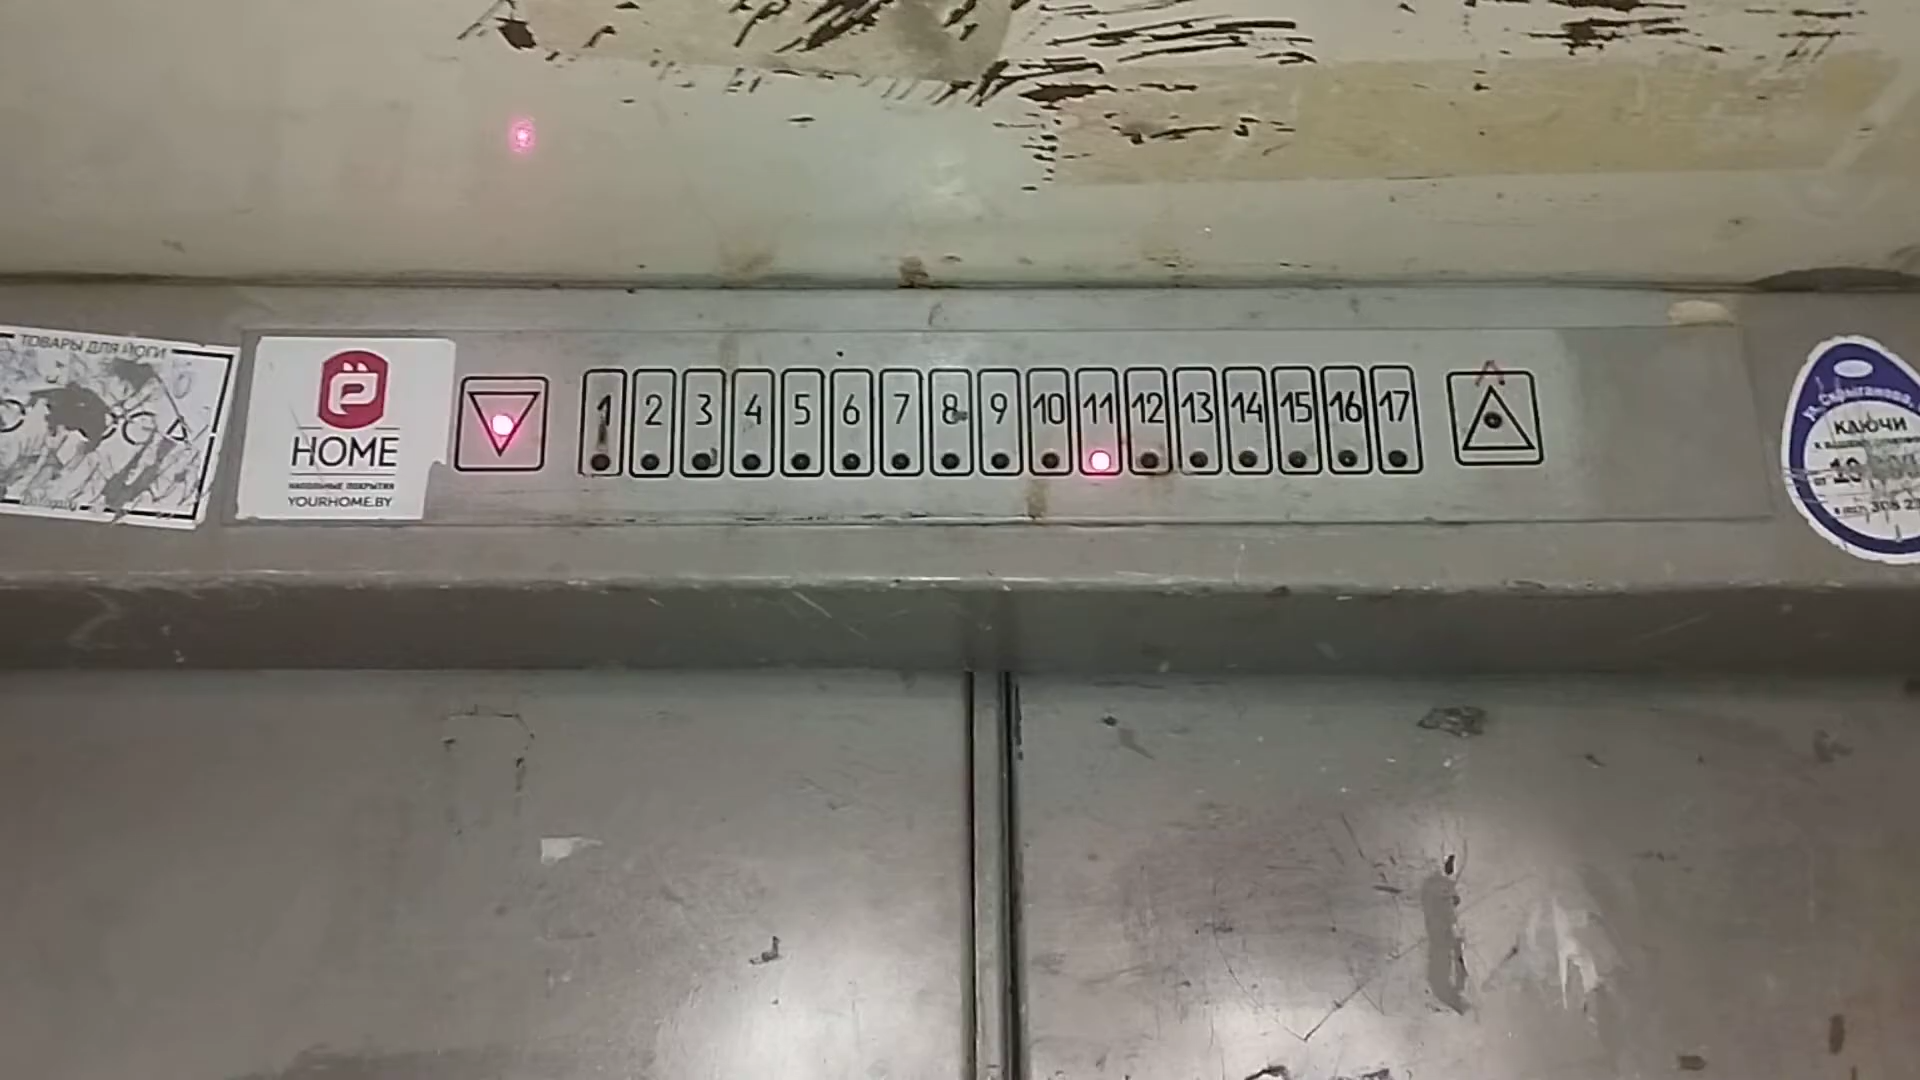 ТОВАРЫ ДЛЯ ЙОГИ
Ё
HOME
НАПОЛЬНЫЕ ПОКРЫТИЯ
YOURHOME.BY
1 2 3 4 5 6 7 8 9 10 11 12 13 14 15 16 17
КЛЮЧИ